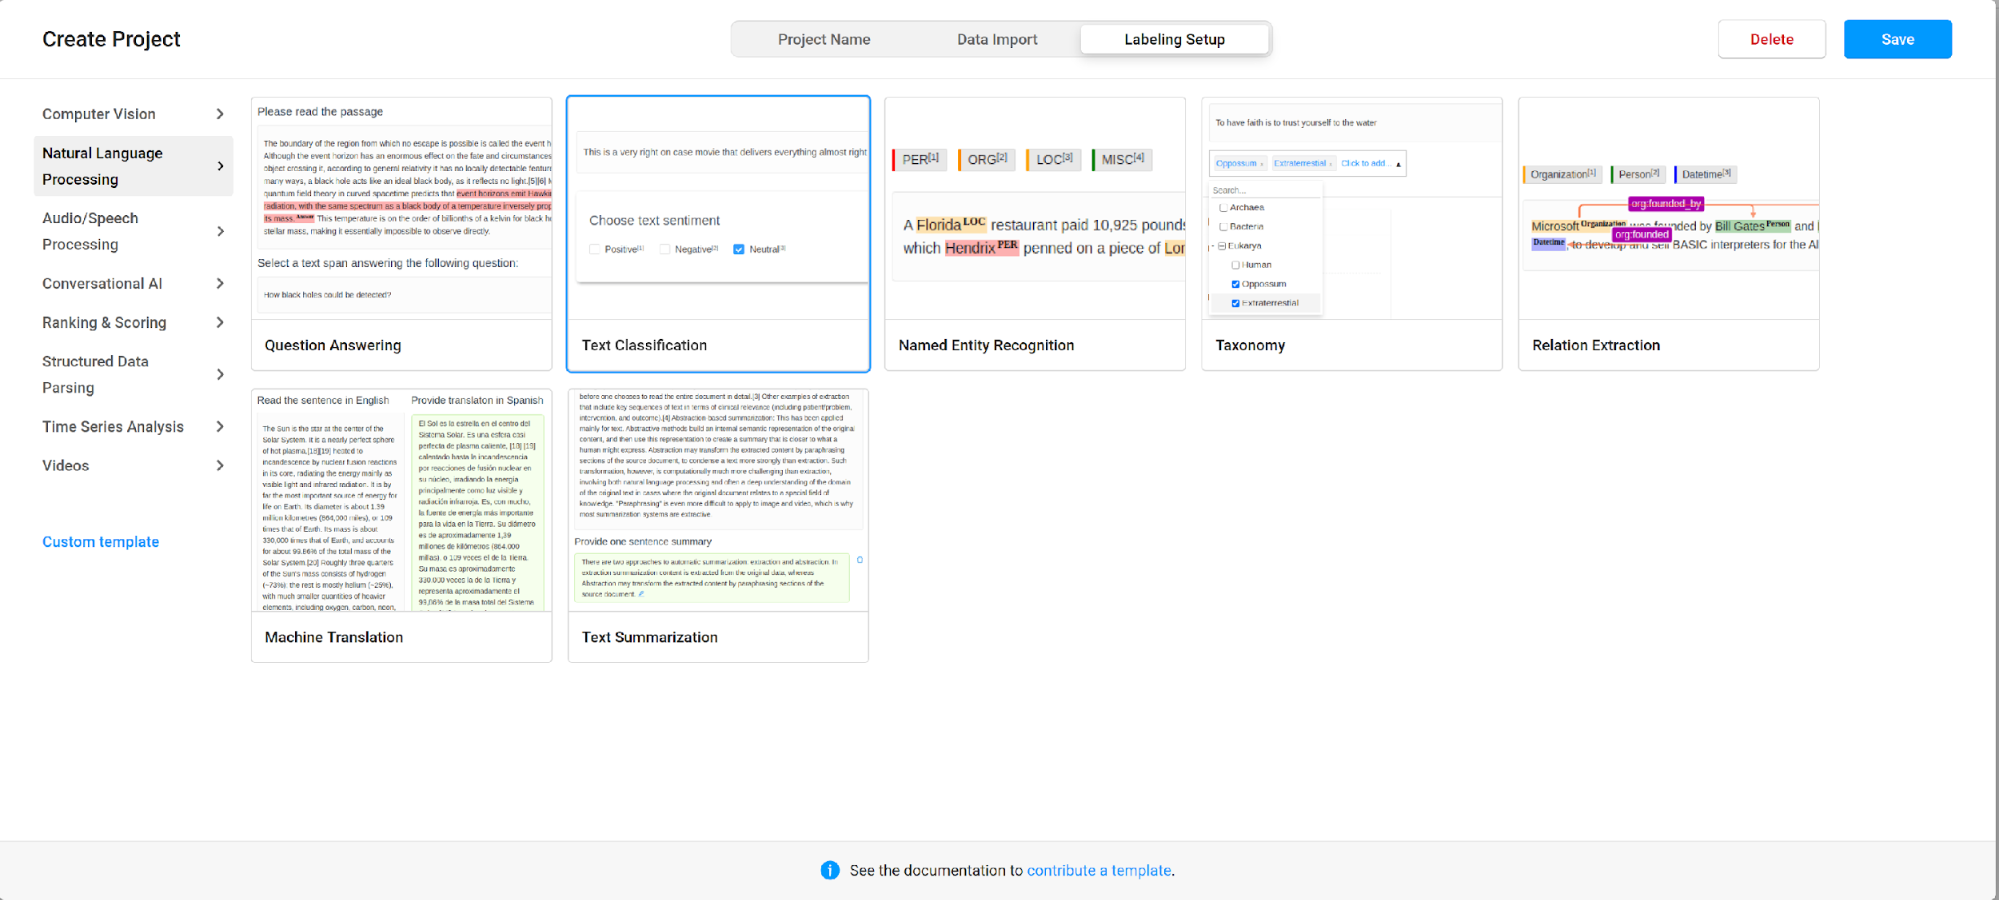 Create Project
Project Name
Data Import
Labeling Setup
Delete
Save
Computer Vision
Natural Language
Processing
Audio/Speech
Processing
Conversational AI
Ranking & Scoring
Structured Data
Parsing
Time Series Analysis
Videos
Custom template
Please read the passage
The boundary of the region from which no escape is possible is called the event h
Although the event horizon has an enormous effect on the fate and circumstances
object crossing it, according to general relativity it has no locally detectable feature
many ways, a black hole acts like an ideal black body, as it reflects no light.[5][6]
quantum field theory in curved spacetime predicts that event horizons emit Hawki
radiation, with the same spectrum as a black body of a temperature inversely prop
its mass. Answer This temperature is on the order of billionths of a kelvin for black h
stellar mass, making it essentially impossible to observe directly.
Select a text span answering the following question:
How black holes could be detected?
Question Answering
This is a very right on case movie that delivers everything almost right
Choose text sentiment
Positive[1] Negative[2] Neutral[3]
Text Classification
PER[1] ORG[2] LOC[3] MISC[4]
A Florida LOC restaurant paid 10,925 pounds
which Hendrix PER penned on a piece of Lon
Named Entity Recognition
To have faith is to trust yourself to the water
Oppossum Extraterrestial Click to add...
Search...
Archaea
Bacteria
Eukarya
Human
Oppossum
Extraterrestial
Taxonomy
Organization[1] Person[2] Datetime[3]
org:founded_by
Microsoft Organization was founded by Bill Gates Person and
org:founded
Datetime, to develop and sell BASIC interpreters for the Al
Relation Extraction
Read the sentence in English
The Sun is the star at the center of the
Solar System. It is a nearly perfect sphere
of hot plasma,[18][19] heated to
incandescence by nuclear fusion reactions
in its core, radiating the energy mainly as
visible light and infrared radiation. It is by
far the most important source of energy for
life on Earth. Its diameter is about 1.39
million kilometres (864,000 miles), or 109
times that of Earth. Its mass is about
330,000 times that of Earth, and accounts
for about 99.86% of the total mass of the
Solar System.[20] Roughly three quarters
of the Sun's mass consists of hydrogen
(~73%); the rest is mostly helium (~25%),
with much smaller quantities of heavier
elements, including oxygen, carbon, neon,
Provide translaton in Spanish
El Sol es la estrella en el centro del
Sistema Solar. Es una esfera casi
perfecta de plasma caliente, [18] [19]
calentado hasta la incandescencia
por reacciones de fusión nuclear en
su núcleo, irradiando la energía
principalmente como luz visible y
radiación infrarroja. Es, con mucho,
la fuente de energía más importante
para la vida en la Tierra. Su diámetro
es de aproximadamente 1,39
millones de kilómetros (864.000
millas), o 109 veces el de la Tierra.
Su masa es aproximadamente
330.000 veces la de la Tierra y
representa aproximadamente el
99,86% de la masa total del Sistema
Machine Translation
before one chooses to read the entire document in detail.[3] Other examples of extraction
that include key sequences of text in terms of clinical relevance (including patient/problem,
intervention, and outcome).[4] Abstraction-based summarization: This has been applied
mainly for text. Abstractive methods build an internal semantic representation of the original
content, and then use this representation to create a summary that is closer to what a
human might express. Abstraction may transform the extracted content by paraphrasing
sections of the source document, to condense a text more strongly than extraction. Such
transformation, however, is computationally much more challenging than extraction,
involving both natural language processing and often a deep understanding of the domain
of the original text in cases where the original document relates to a special field of
knowledge. "Paraphrasing" is even more difficult to apply to image and video, which is why
most summarization systems are extractive.
Provide one sentence summary
There are two approaches to automatic summarization, extraction and abstraction. In
extraction summarization content is extracted from the original data, whereas
Abstraction may transform the extracted content by paraphrasing sections of the
source document.
Text Summarization
See the documentation to contribute a template.